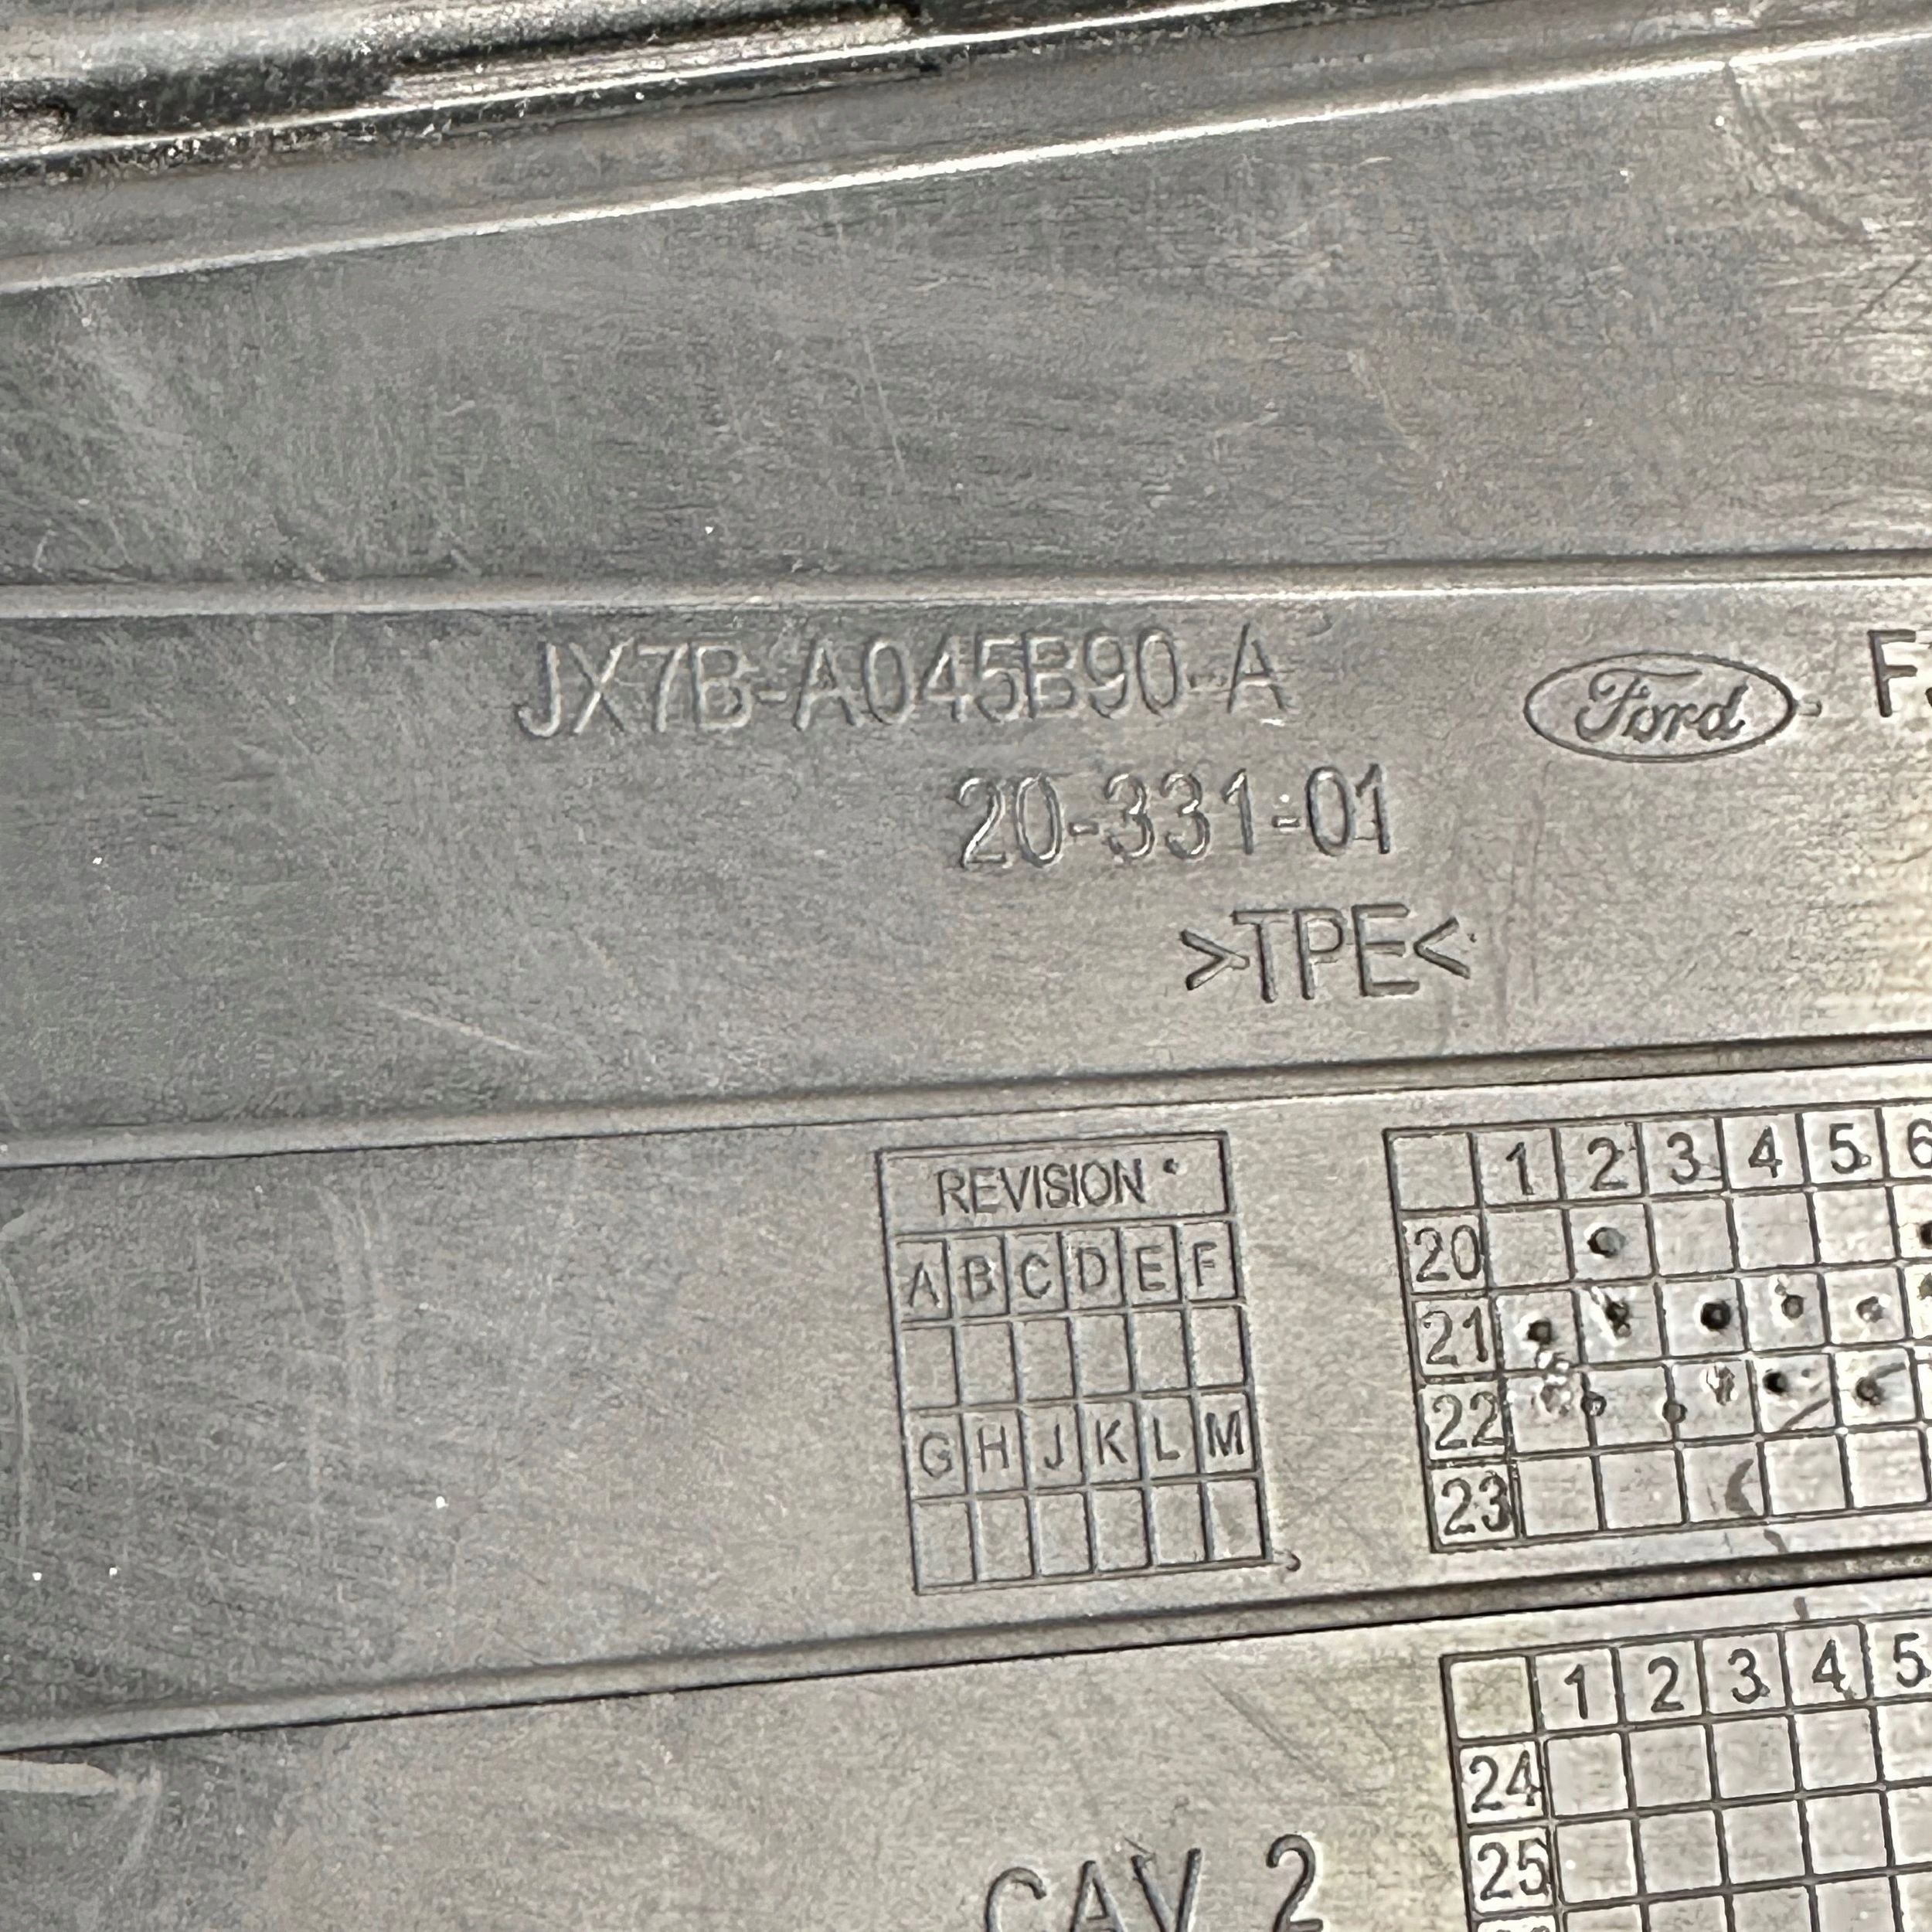 JX7B-A045B90-A
Ford
20-331-01
>TPE<
REVISION
A B C D E F
G H J K L M
1 2 3 4 5 6
20
21
22
23
1 2 3 4 5
24
25
CAV 2